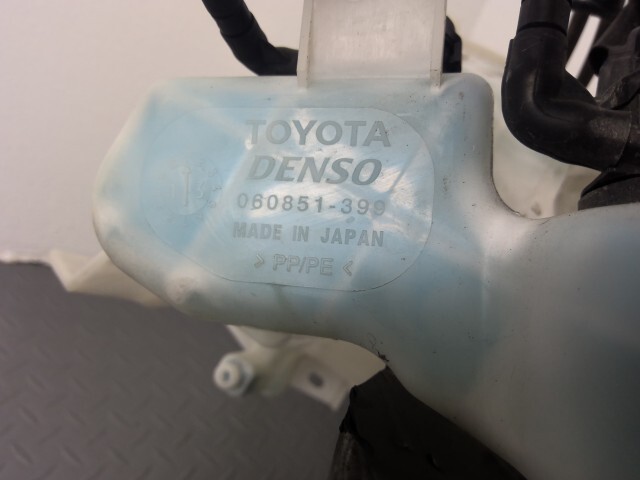 TOYOTA
DENSO
060851-399
MADE IN JAPAN
> PP/PE <